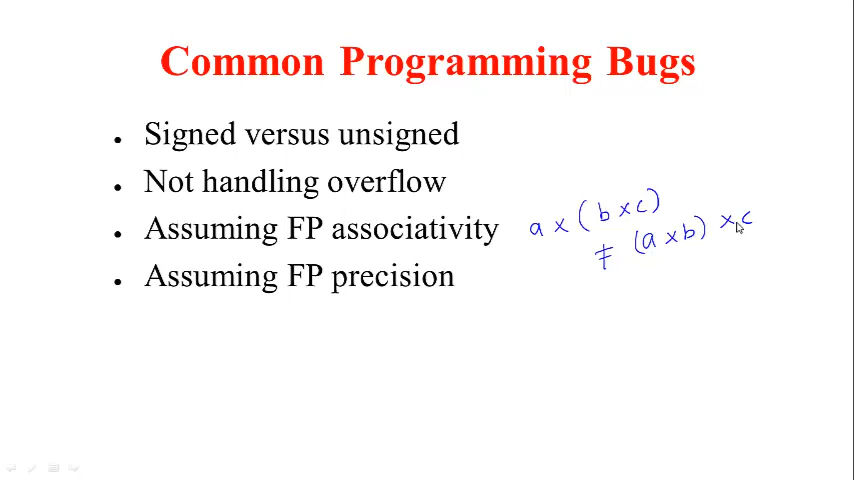 Common Programming Bugs
• Signed versus unsigned
• Not handling overflow
• Assuming FP associativity a × (b × c)
≠ (a × b) × c
• Assuming FP precision